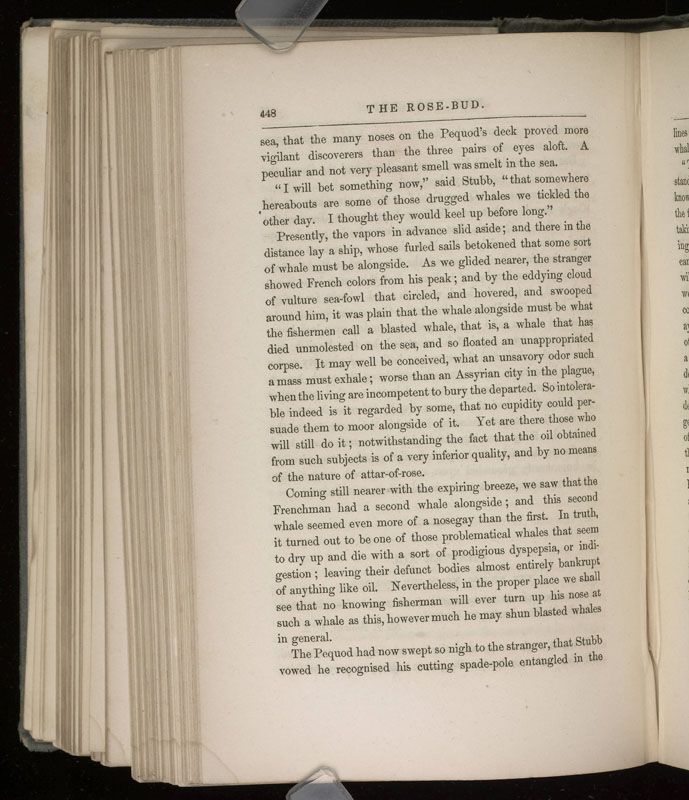 448
THE ROSE-BUD.
sea, that the many noses on the Pequod's deck proved more
vigilant discoverers than the three pairs of eyes aloft. A
peculiar and not very pleasant smell was smelt in the sea.
"I will bet something now," said Stubb, "that somewhere
hereabouts are some of those drugged whales we tickled the
other day. I thought they would keel up before long."
Presently, the vapors in advance slid aside; and there in the
distance lay a ship, whose furled sails betokened that some sort
of whale must be alongside. As we glided nearer, the stranger
showed French colors from his peak; and by the eddying cloud
of vulture sea-fowl that circled, and hovered, and swooped
around him, it was plain that the whale alongside must be what
the fishermen call a blasted whale, that is, a whale that has
died unmolested on the sea, and so floated an unappropriated
corpse. It may well be conceived, what an unsavory odor such
a mass must exhale; worse than an Assyrian city in the plague,
when the living are incompetent to bury the departed. So intolera-
ble indeed is it regarded by some, that no cupidity could per-
suade them to moor alongside of it. Yet are there those who
will still do it; notwithstanding the fact that the oil obtained
from such subjects is of a very inferior quality, and by no means
of the nature of attar-of-rose.
Coming still nearer with the expiring breeze, we saw that the
Frenchman had a second whale alongside; and this second
whale seemed even more of a nosegay than the first. In truth,
it turned out to be one of those problematical whales that seem
to dry up and die with a sort of prodigious dyspepsia, or indi-
gestion; leaving their defunct bodies almost entirely bankrupt
of anything like oil. Nevertheless, in the proper place we shall
see that no knowing fisherman will ever turn up his nose at
such a whale as this, however much he may shun blasted whales
in general.
The Pequod had now swept so nigh to the stranger, that Stubb
vowed he recognised his cutting spade-pole entangled in the
lines